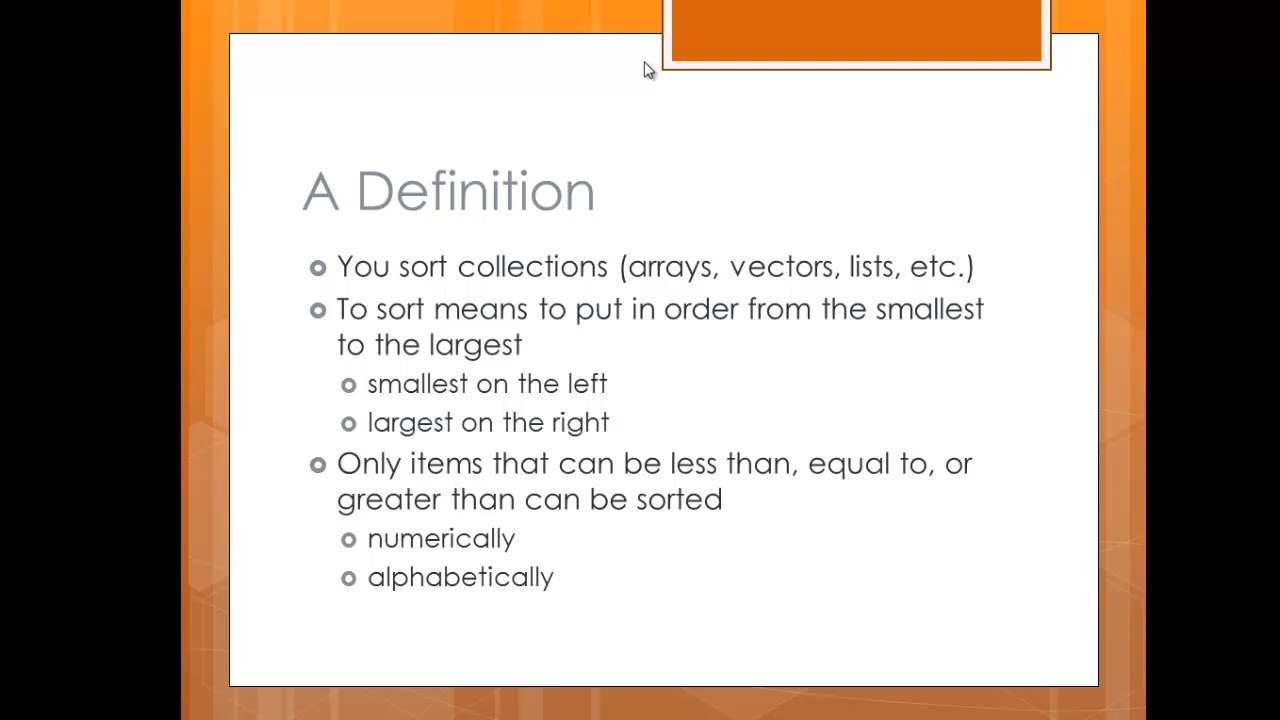 A Definition
You sort collections (arrays, vectors, lists, etc.)
To sort means to put in order from the smallest
to the largest
smallest on the left
largest on the right
Only items that can be less than, equal to, or
greater than can be sorted
numerically
alphabetically